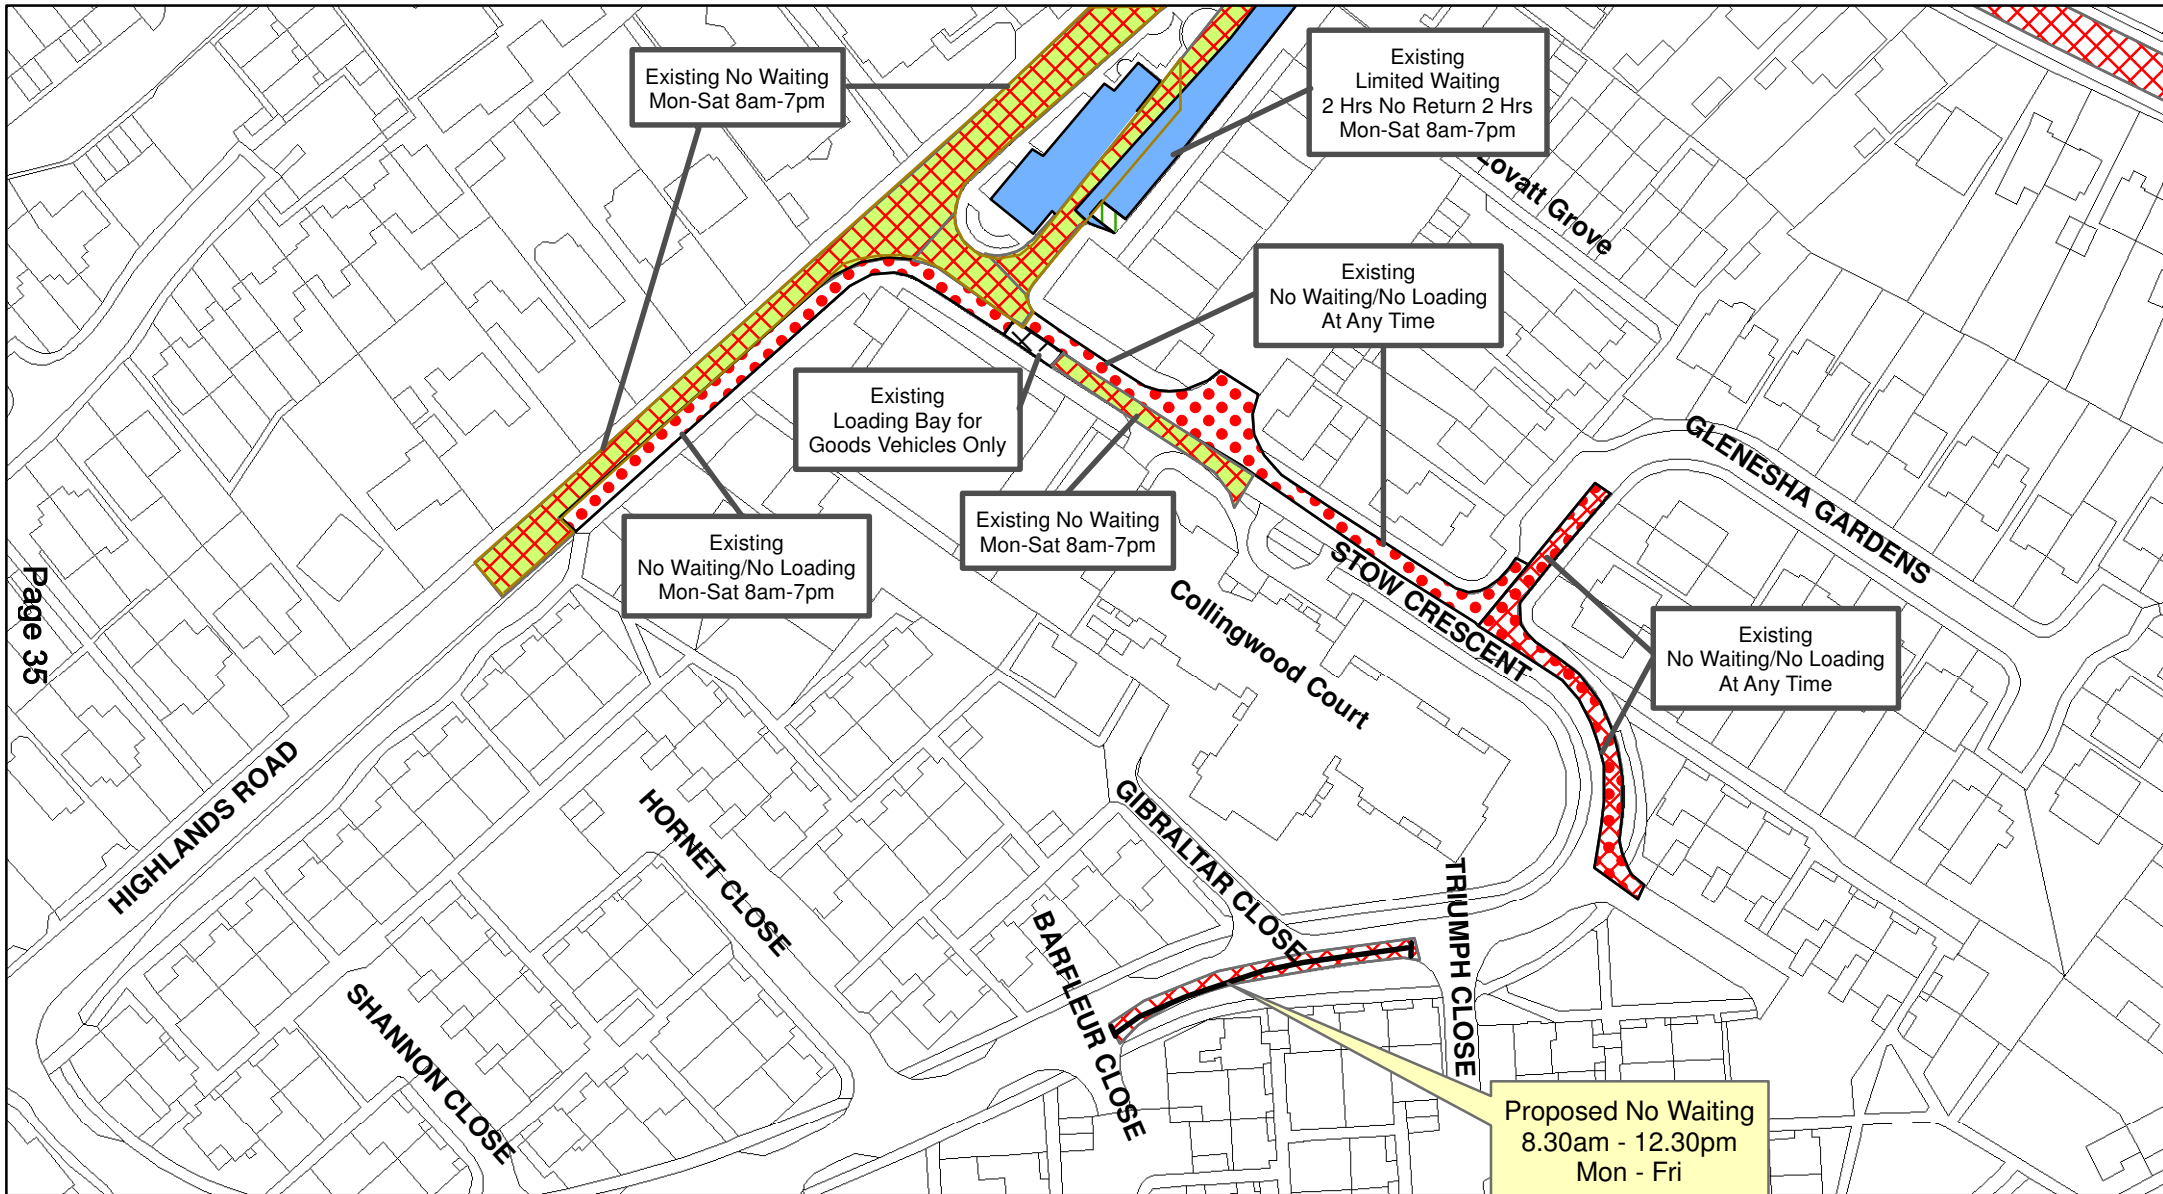 Existing No Waiting
Mon-Sat 8am-7pm
Existing
Limited Waiting
2 Hrs No Return 2 Hrs
Mon-Sat 8am-7pm
Lovatt Grove
Existing
No Waiting/No Loading
At Any Time
Existing
Loading Bay for
Goods Vehicles Only
GLENESHA GARDENS
Existing No Waiting
Mon-Sat 8am-7pm
Existing
No Waiting/No Loading
Mon-Sat 8am-7pm
STOW CRESCENT
Collingwood Court
Page 35
Existing
No Waiting/No Loading
At Any Time
HIGHLANDS ROAD
HORNET CLOSE
GIBRALTAR CLOSE
TRIUMPH CLOSE
BARFLEUR CLOSE
SHANNON CLOSE
Proposed No Waiting
8.30am - 12.30pm
Mon - Fri